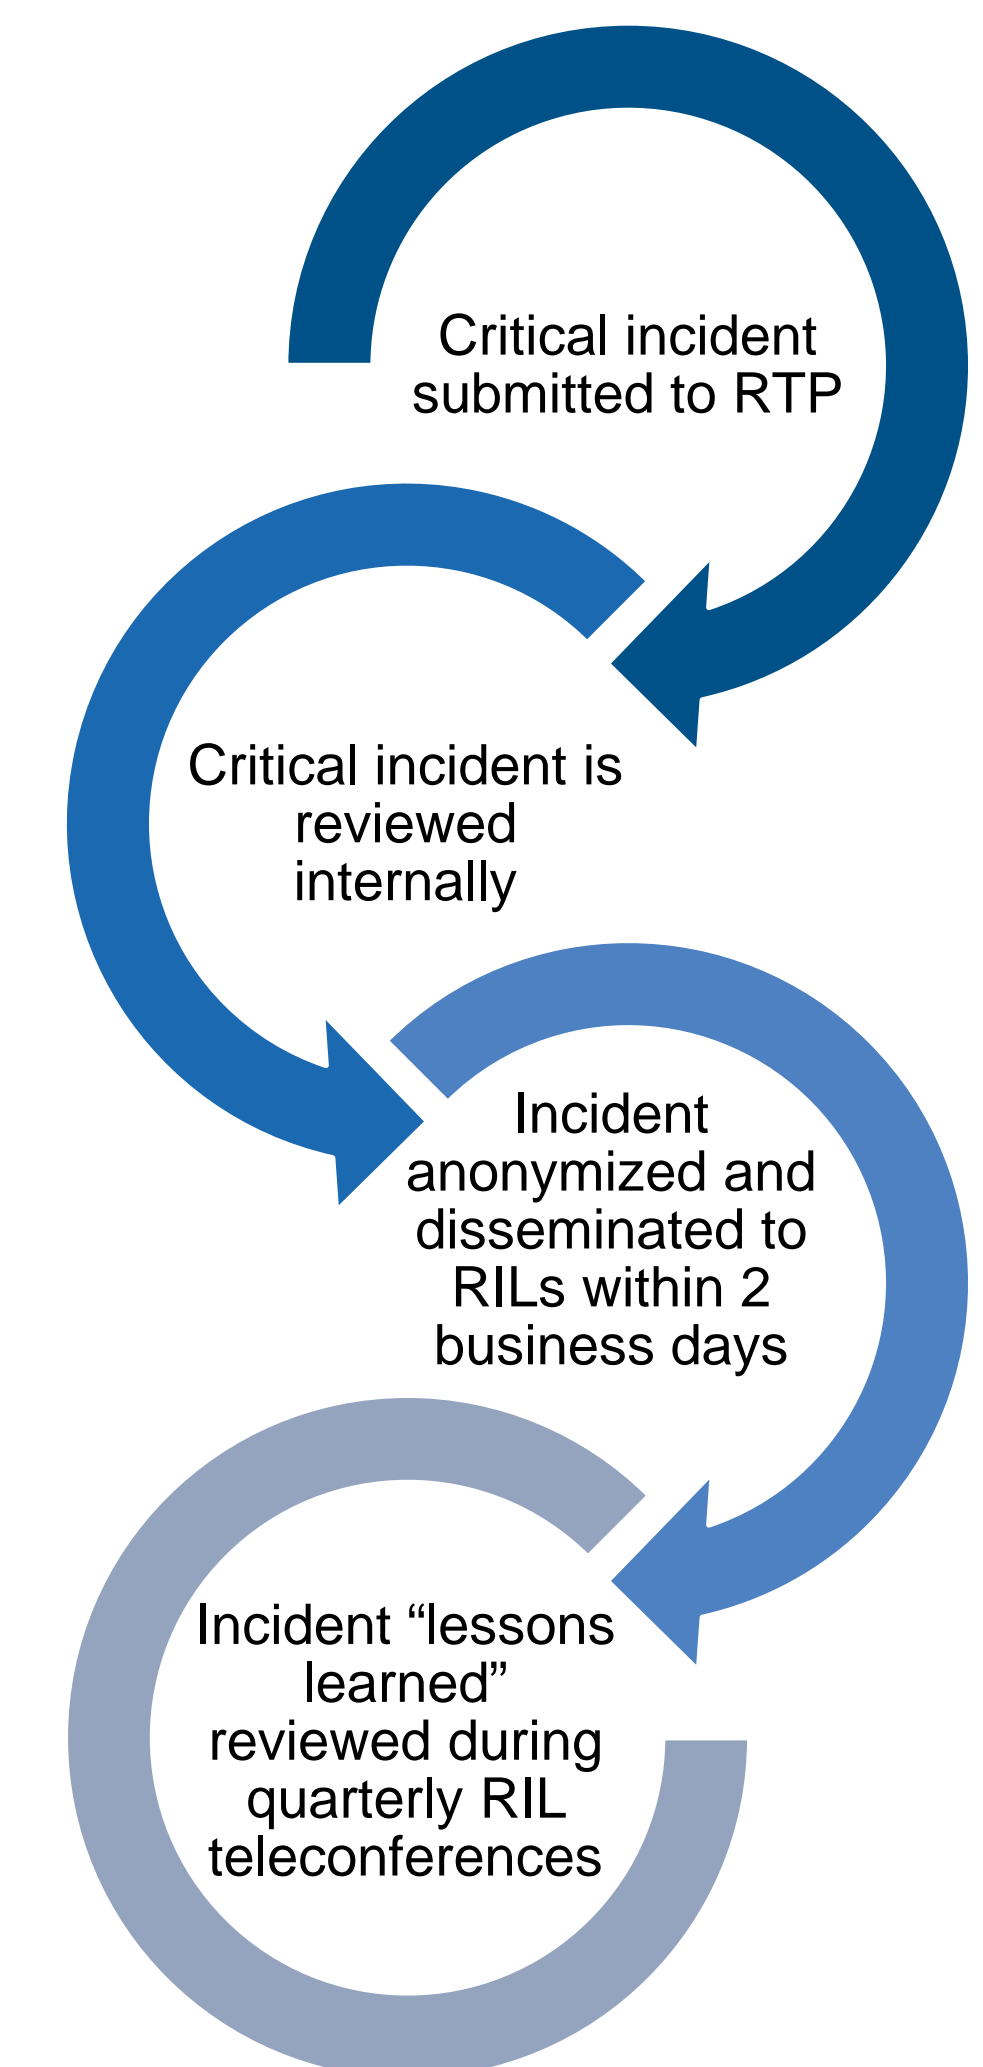 Critical incident
submitted to RTP
Critical incident is
reviewed
internally
Incident
anonymized and
disseminated to
RILs within 2
business days
Incident “lessons
learned”
reviewed during
quarterly RIL
teleconferences